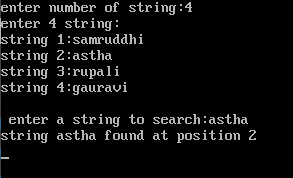 enter number of string:4
enter 4 string:
string 1:samruddhi
string 2:astha
string 3:rupali
string 4:gauravi
enter a string to search:astha
string astha found at position 2